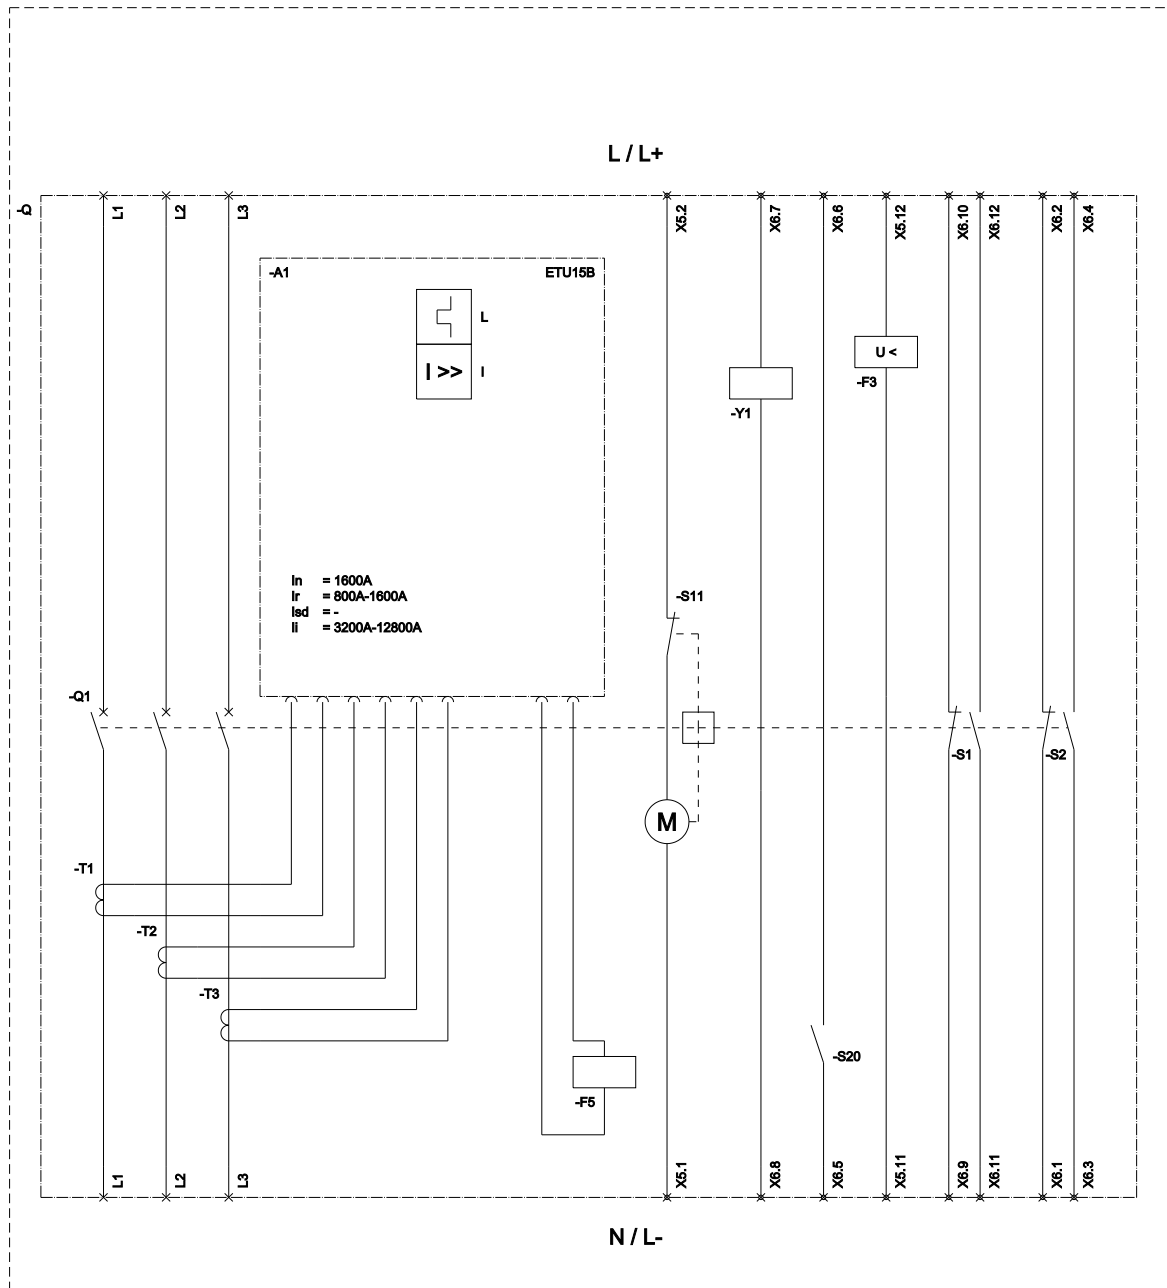 L / L+
-Q
L1
L2
L3
X5.2
X6.7
X6.6
X5.12
X6.10
X6.12
X6.2
X6.4
-A1 ETU15B
L
I >> I
U <
-F3
-Y1
In = 1600A
Ir = 800A-1600A
Isd = -
Ii = 3200A-12800A
-S11
-Q1
-S1
-S2
M
-T1
-T2
-T3
-S20
-F5
L1
L2
L3
X5.1
X6.8
X6.5
X5.11
X6.9
X6.11
X6.1
X6.3
N / L-